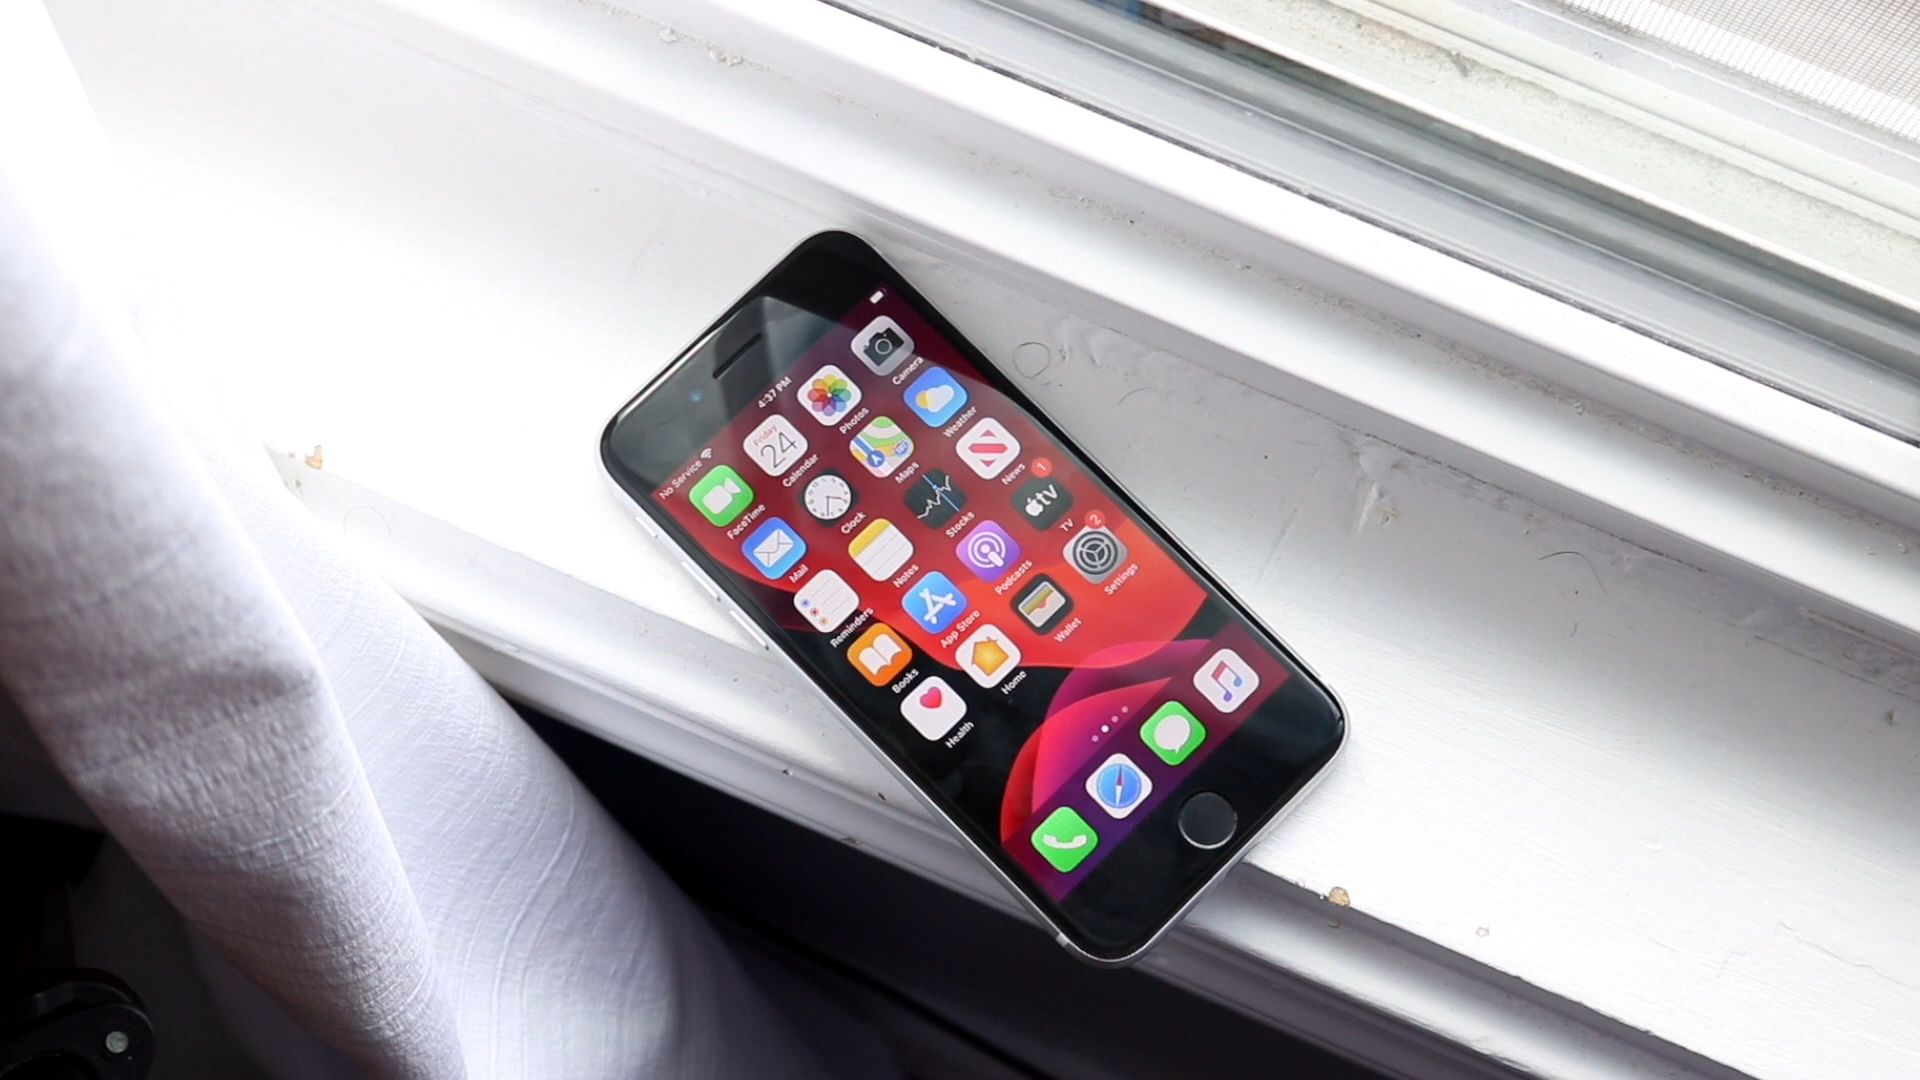 No Service
4:37 PM
FaceTime
Friday
24
Calendar
Photos
Camera
Mail
Clock
Maps
Weather
Reminders
Notes
Stocks
News
Books
App Store
Podcasts
tv
1
TV
Health
Home
Wallet
2
Settings